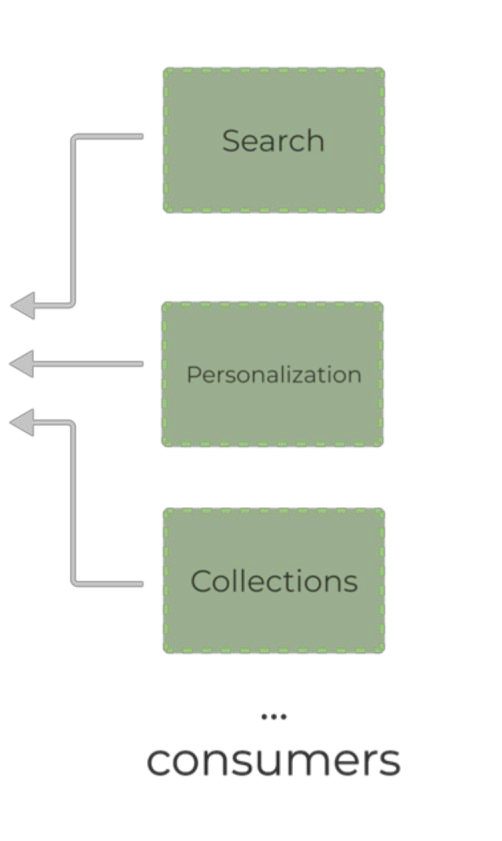 Search
Personalization
Collections
...
consumers